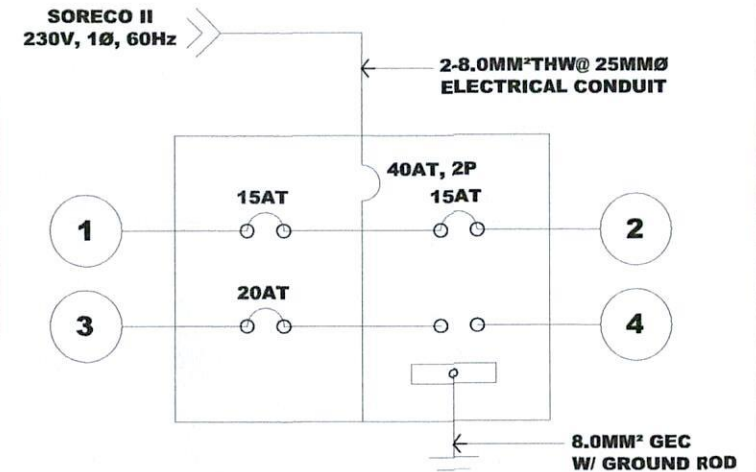 SORECO II
230V, 1Ø, 60Hz
2-8.0MM²THW@ 25MMØ
ELECTRICAL CONDUIT
40AT, 2P
15AT
15AT
1
2
20AT
3
4
8.0MM² GEC
W/ GROUND ROD